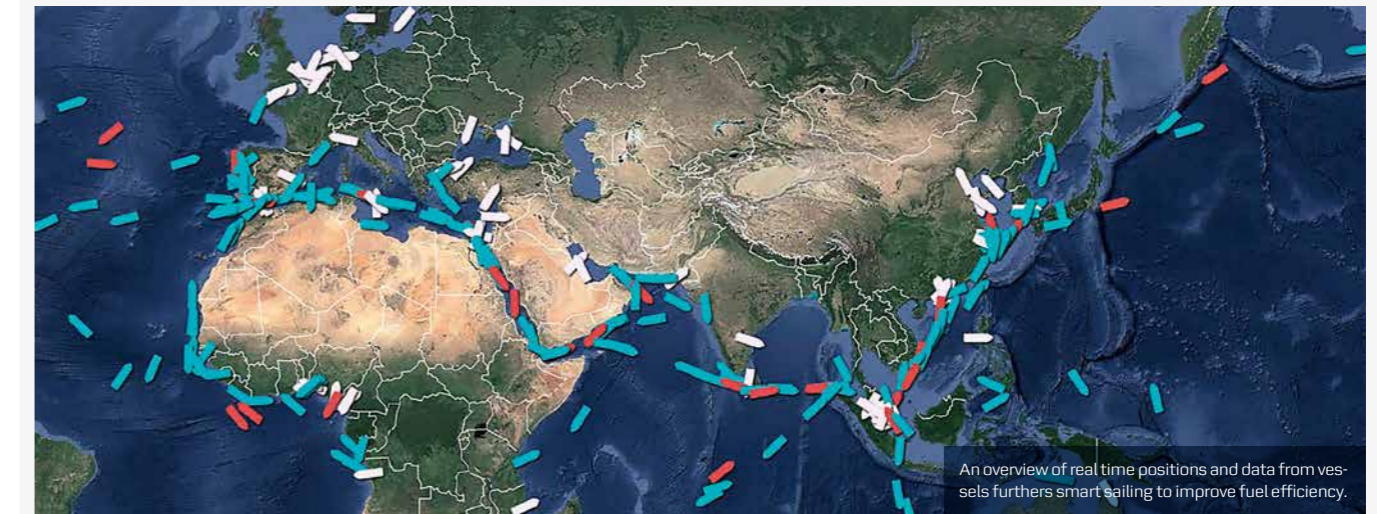 An overview of real time positions and data from ves-
sels furthers smart sailing to improve fuel efficiency.